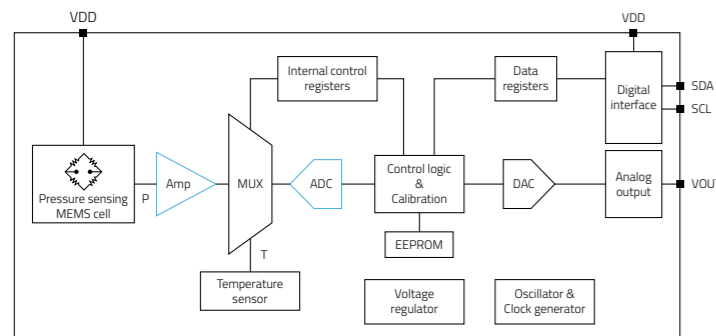 VDD
VDD
Internal control
registers
Data
registers
Digital
interface
SDA
SCL
Pressure sensing
MEMS cell
P
Amp
MUX
ADC
Control logic
&
Calibration
DAC
Analog
output
VOUT
EEPROM
T
Temperature
sensor
Voltage
regulator
Oscillator &
Clock generator